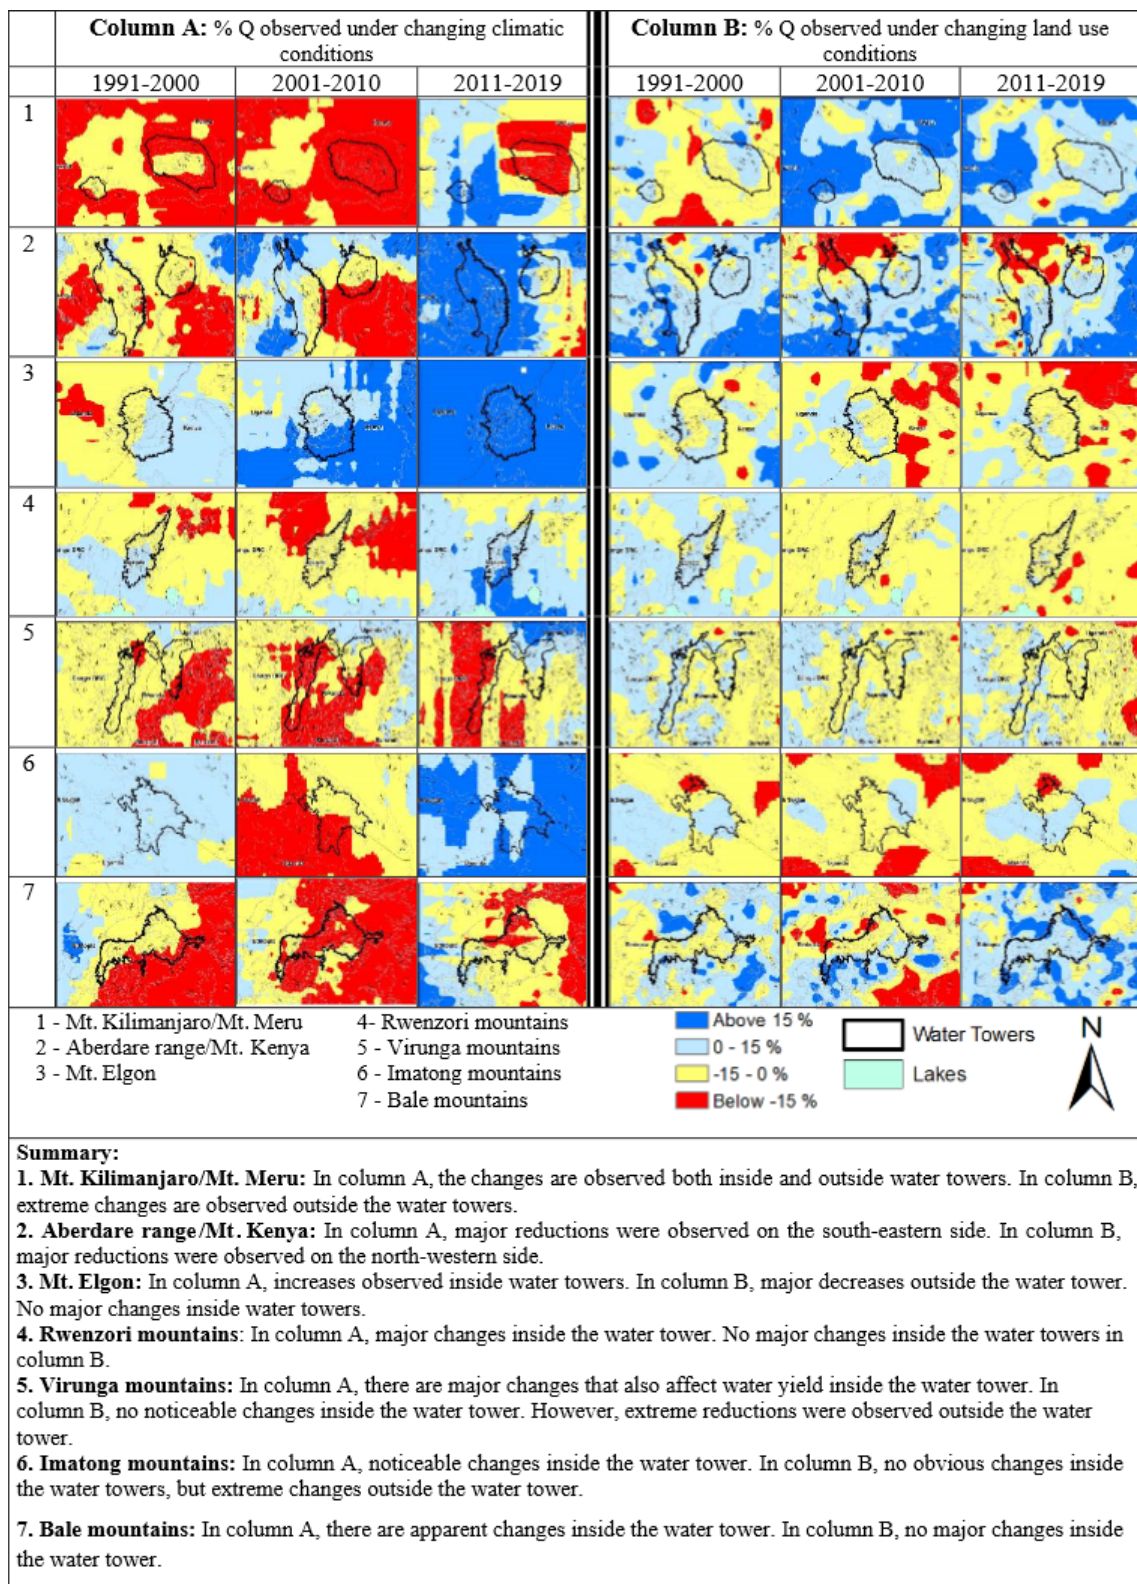 Column A: % Q observed under changing climatic
conditions
Column B: % Q observed under changing land use
conditions
1991-2000
2001-2010
2011-2019
1991-2000
2001-2010
2011-2019
1
2
3
4
5
6
7
1 - Mt. Kilimanjaro/Mt. Meru
2 - Aberdare range/Mt. Kenya
3 - Mt. Elgon
4- Rwenzori mountains
5 - Virunga mountains
6 - Imatong mountains
7 - Bale mountains
Above 15 %
0 - 15 %
-15 - 0 %
Below -15 %
Water Towers
Lakes
N
Summary:
1. Mt. Kilimanjaro/Mt. Meru: In column A, the changes are observed both inside and outside water towers. In column B,
extreme changes are observed outside the water towers.
2. Aberdare range/Mt. Kenya: In column A, major reductions were observed on the south-eastern side. In column B,
major reductions were observed on the north-western side.
3. Mt. Elgon: In column A, increases observed inside water towers. In column B, major decreases outside the water tower.
No major changes inside water towers.
4. Rwenzori mountains: In column A, major changes inside the water tower. No major changes inside the water towers in
column B.
5. Virunga mountains: In column A, there are major changes that also affect water yield inside the water tower. In
column B, no noticeable changes inside the water tower. However, extreme reductions were observed outside the water
tower.
6. Imatong mountains: In column A, noticeable changes inside the water tower. In column B, no obvious changes inside
the water towers, but extreme changes outside the water tower.
7. Bale mountains: In column A, there are apparent changes inside the water tower. In column B, no major changes inside
the water tower.